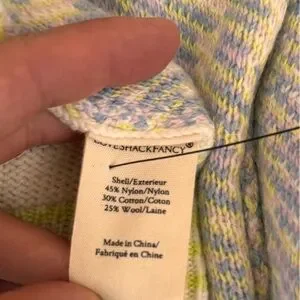 LOVESHACKFANCY®
Shell/Exterieur
45% Nylon/Nylon
30% Cotton/Coton
25% Wool/Laine
Made in China/
Fabriqué en Chine